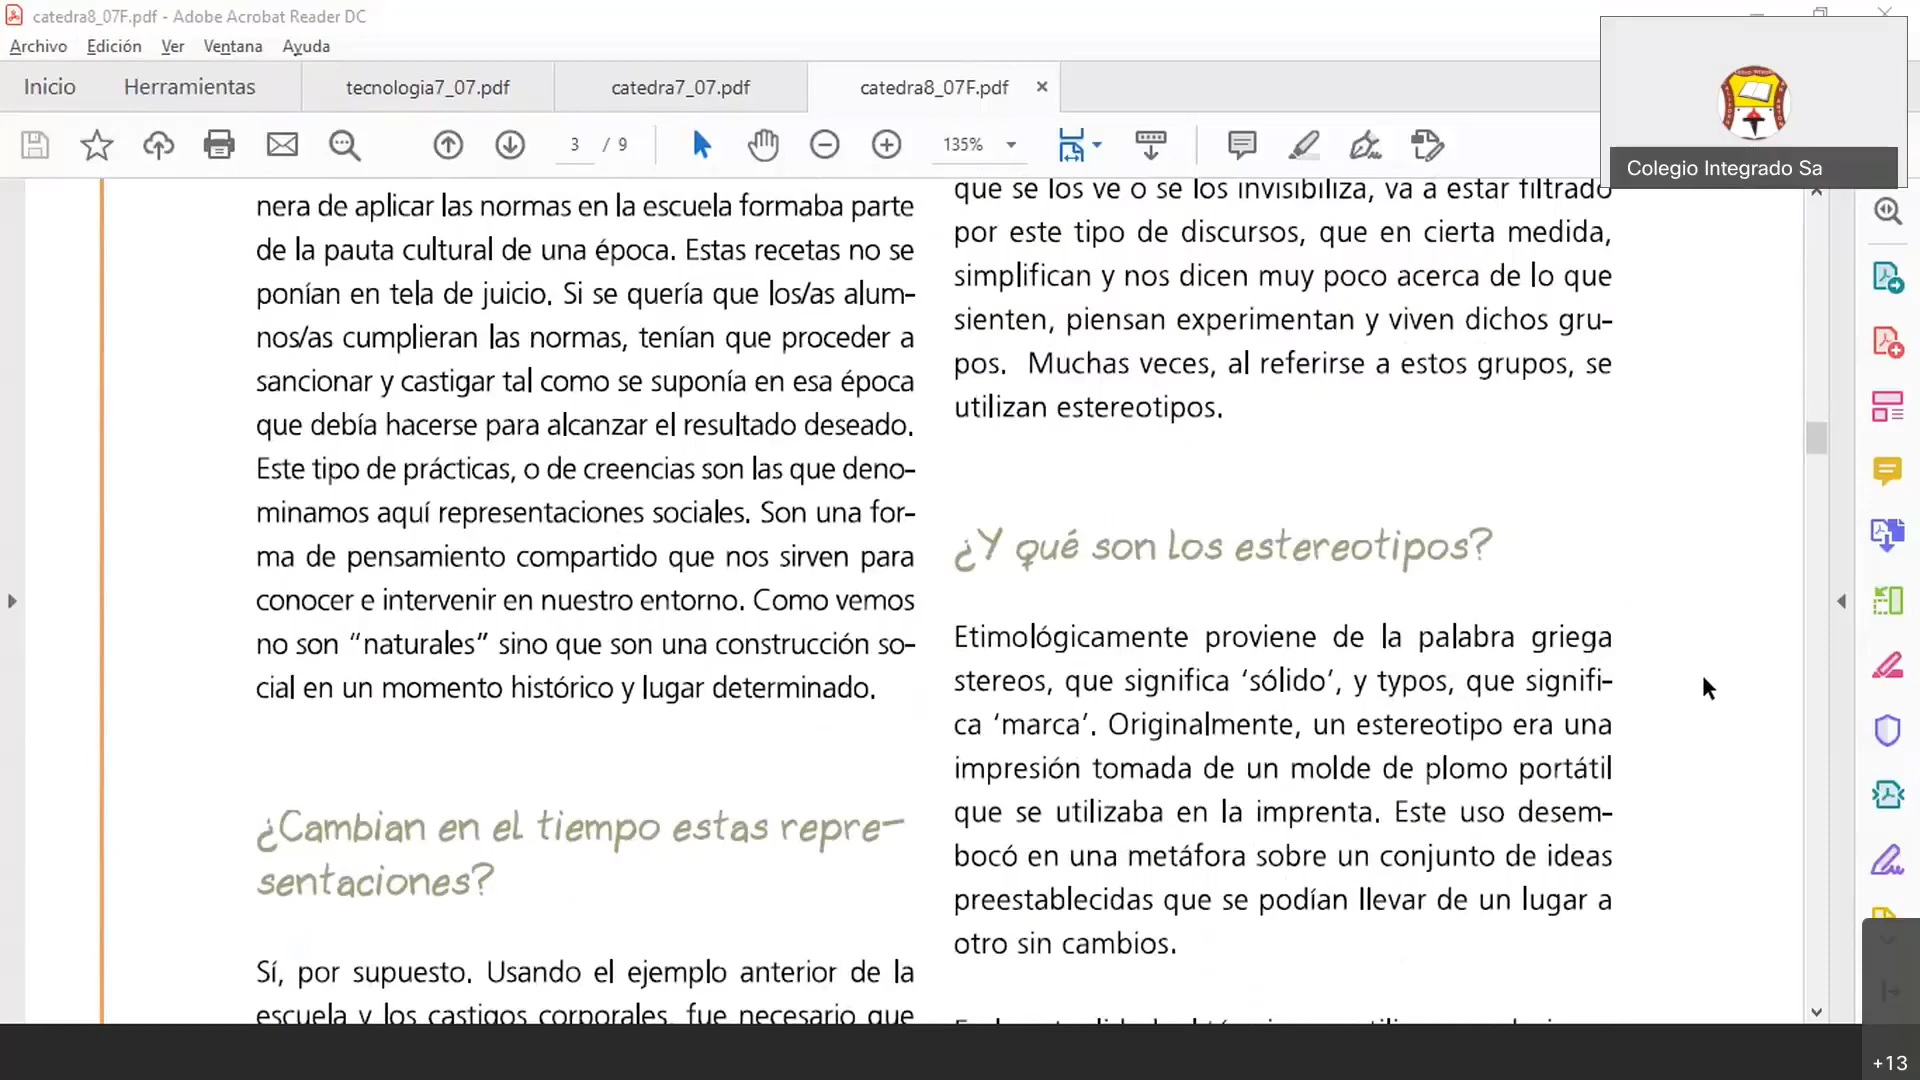 catedra8_07F.pdf - Adobe Acrobat Reader DC
Archivo Edición Ver Ventana Ayuda
Inicio Herramientas tecnologia7_07.pdf catedra7_07.pdf catedra8_07F.pdf
3 / 9 135%
Colegio Integrado Sa
nera de aplicar las normas en la escuela formaba parte
de la pauta cultural de una época. Estas recetas no se
ponían en tela de juicio. Si se quería que los/as alum-
nos/as cumplieran las normas, tenían que proceder a
sancionar y castigar tal como se suponía en esa época
que debía hacerse para alcanzar el resultado deseado.
Este tipo de prácticas, o de creencias son las que deno-
minamos aquí representaciones sociales. Son una for-
ma de pensamiento compartido que nos sirven para
conocer e intervenir en nuestro entorno. Como vemos
no son “naturales” sino que son una construcción so-
cial en un momento histórico y lugar determinado.
¿Cambian en el tiempo estas repre-
sentaciones?
Sí, por supuesto. Usando el ejemplo anterior de la
escuela y los castigos corporales, fue necesario que
que se los ve o se los invisibiliza, va a estar filtrado
por este tipo de discursos, que en cierta medida,
simplifican y nos dicen muy poco acerca de lo que
sienten, piensan experimentan y viven dichos gru-
pos. Muchas veces, al referirse a estos grupos, se
utilizan estereotipos.
¿Y qué son los estereotipos?
Etimológicamente proviene de la palabra griega
stereos, que significa ‘sólido’, y typos, que signifi-
ca ‘marca’. Originalmente, un estereotipo era una
impresión tomada de un molde de plomo portátil
que se utilizaba en la imprenta. Este uso desem-
bocó en una metáfora sobre un conjunto de ideas
preestablecidas que se podían llevar de un lugar a
otro sin cambios.
+13